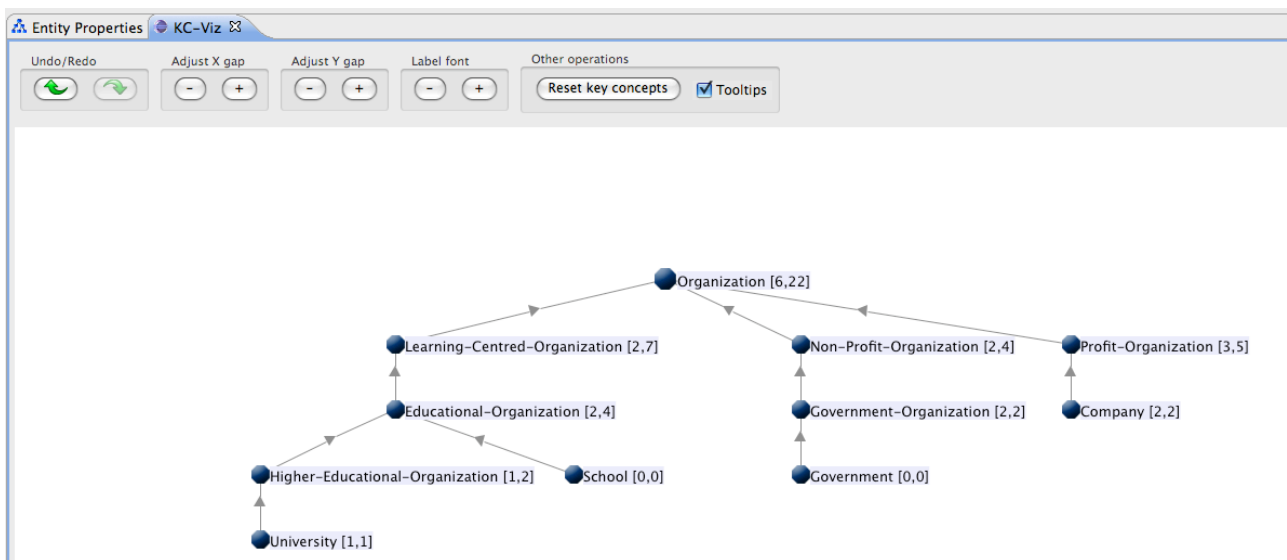 Entity Properties KC-Viz
Undo/Redo Adjust X gap Adjust Y gap Label font Other operations
- + - + - + Reset key concepts Tooltips
Organization [6,22]
Learning-Centred-Organization [2,7] Non-Profit-Organization [2,4] Profit-Organization [3,5]
Educational-Organization [2,4] Government-Organization [2,2] Company [2,2]
Higher-Educational-Organization [1,2] School [0,0] Government [0,0]
University [1,1]